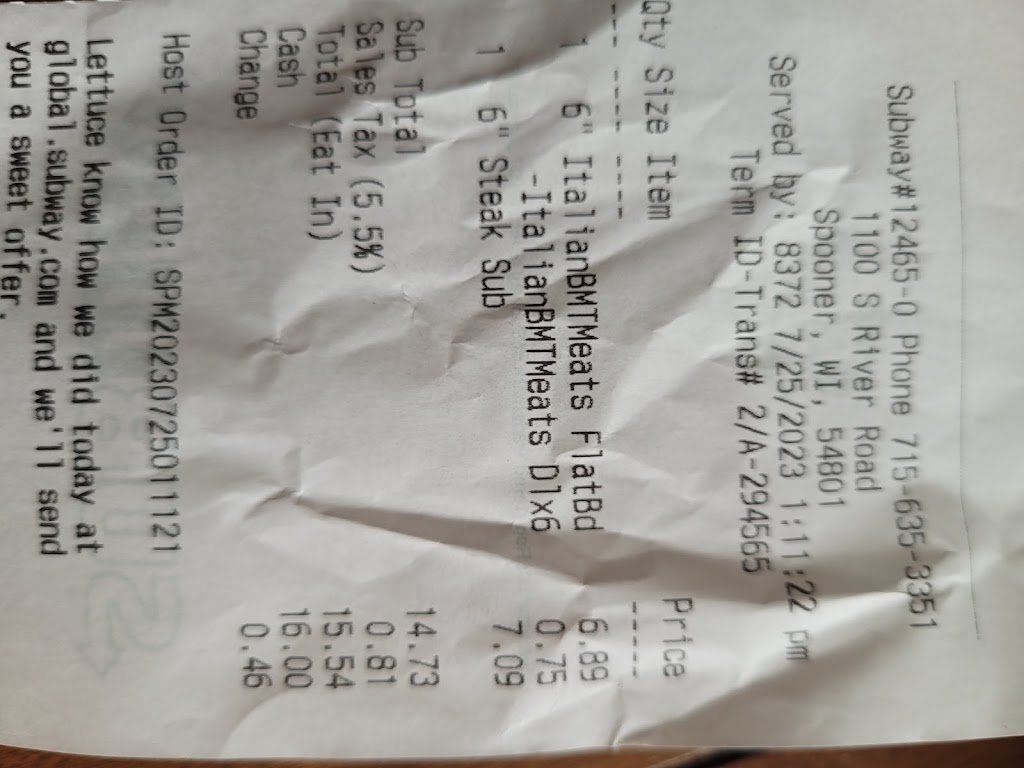 Subway#12465-0 Phone 715-635-3351
1100 S River Road
Spooner, WI, 54801
Served by: 8372 7/25/2023 1:11:22 pm
Term ID-Trans# 2/A-294565
Qty Size Item Price
--- ---- ---- -----
1 6" ItalianBMTMeats FlatBd 6.89
-ItalianBMTMeats Dlx6 0.75
1 6" Steak Sub 7.09
Sub Total 14.73
Sales Tax (5.5%) 0.81
Total (Eat In) 15.54
Cash 16.00
Change 0.46
Host Order ID: SPM2023072501112​1
Lettuce know how we did today at
global.subway.com and we'll send
you a sweet offer.